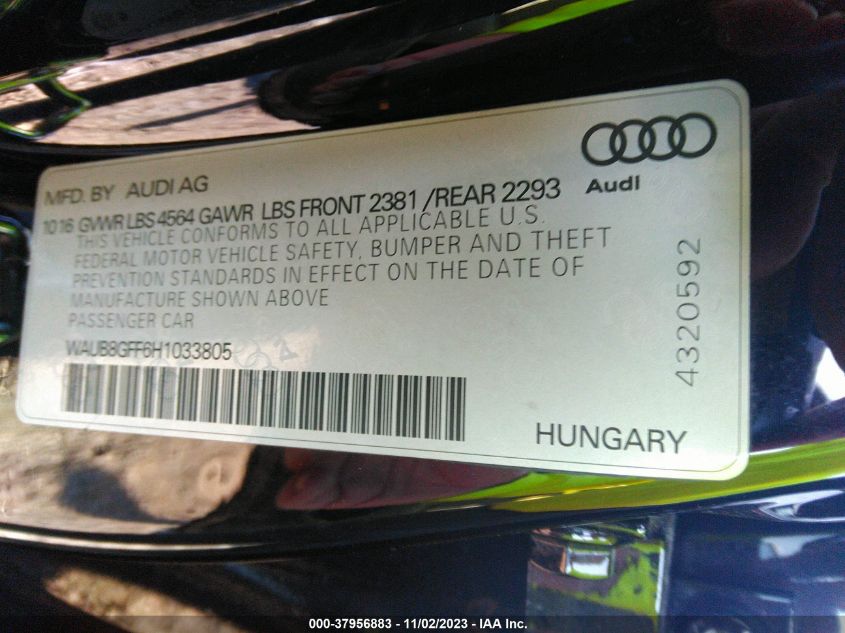 MFD. BY AUDI AG
1016 GVWR LBS 4564 GAWR LBS FRONT 2381 /REAR 2293
THIS VEHICLE CONFORMS TO ALL APPLICABLE U.S.
FEDERAL MOTOR VEHICLE SAFETY, BUMPER AND THEFT
PREVENTION STANDARDS IN EFFECT ON THE DATE OF
MANUFACTURE SHOWN ABOVE
PASSENGER CAR
WAUB8GFF6H1033805
Audi
4320592
HUNGARY
000-37956883 - 11/02/2023 - IAA Inc.